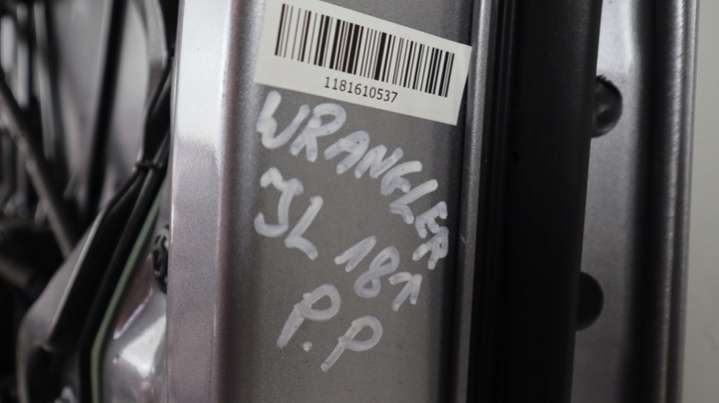 1181610537
WRANGLER
JL 18↑
P.P